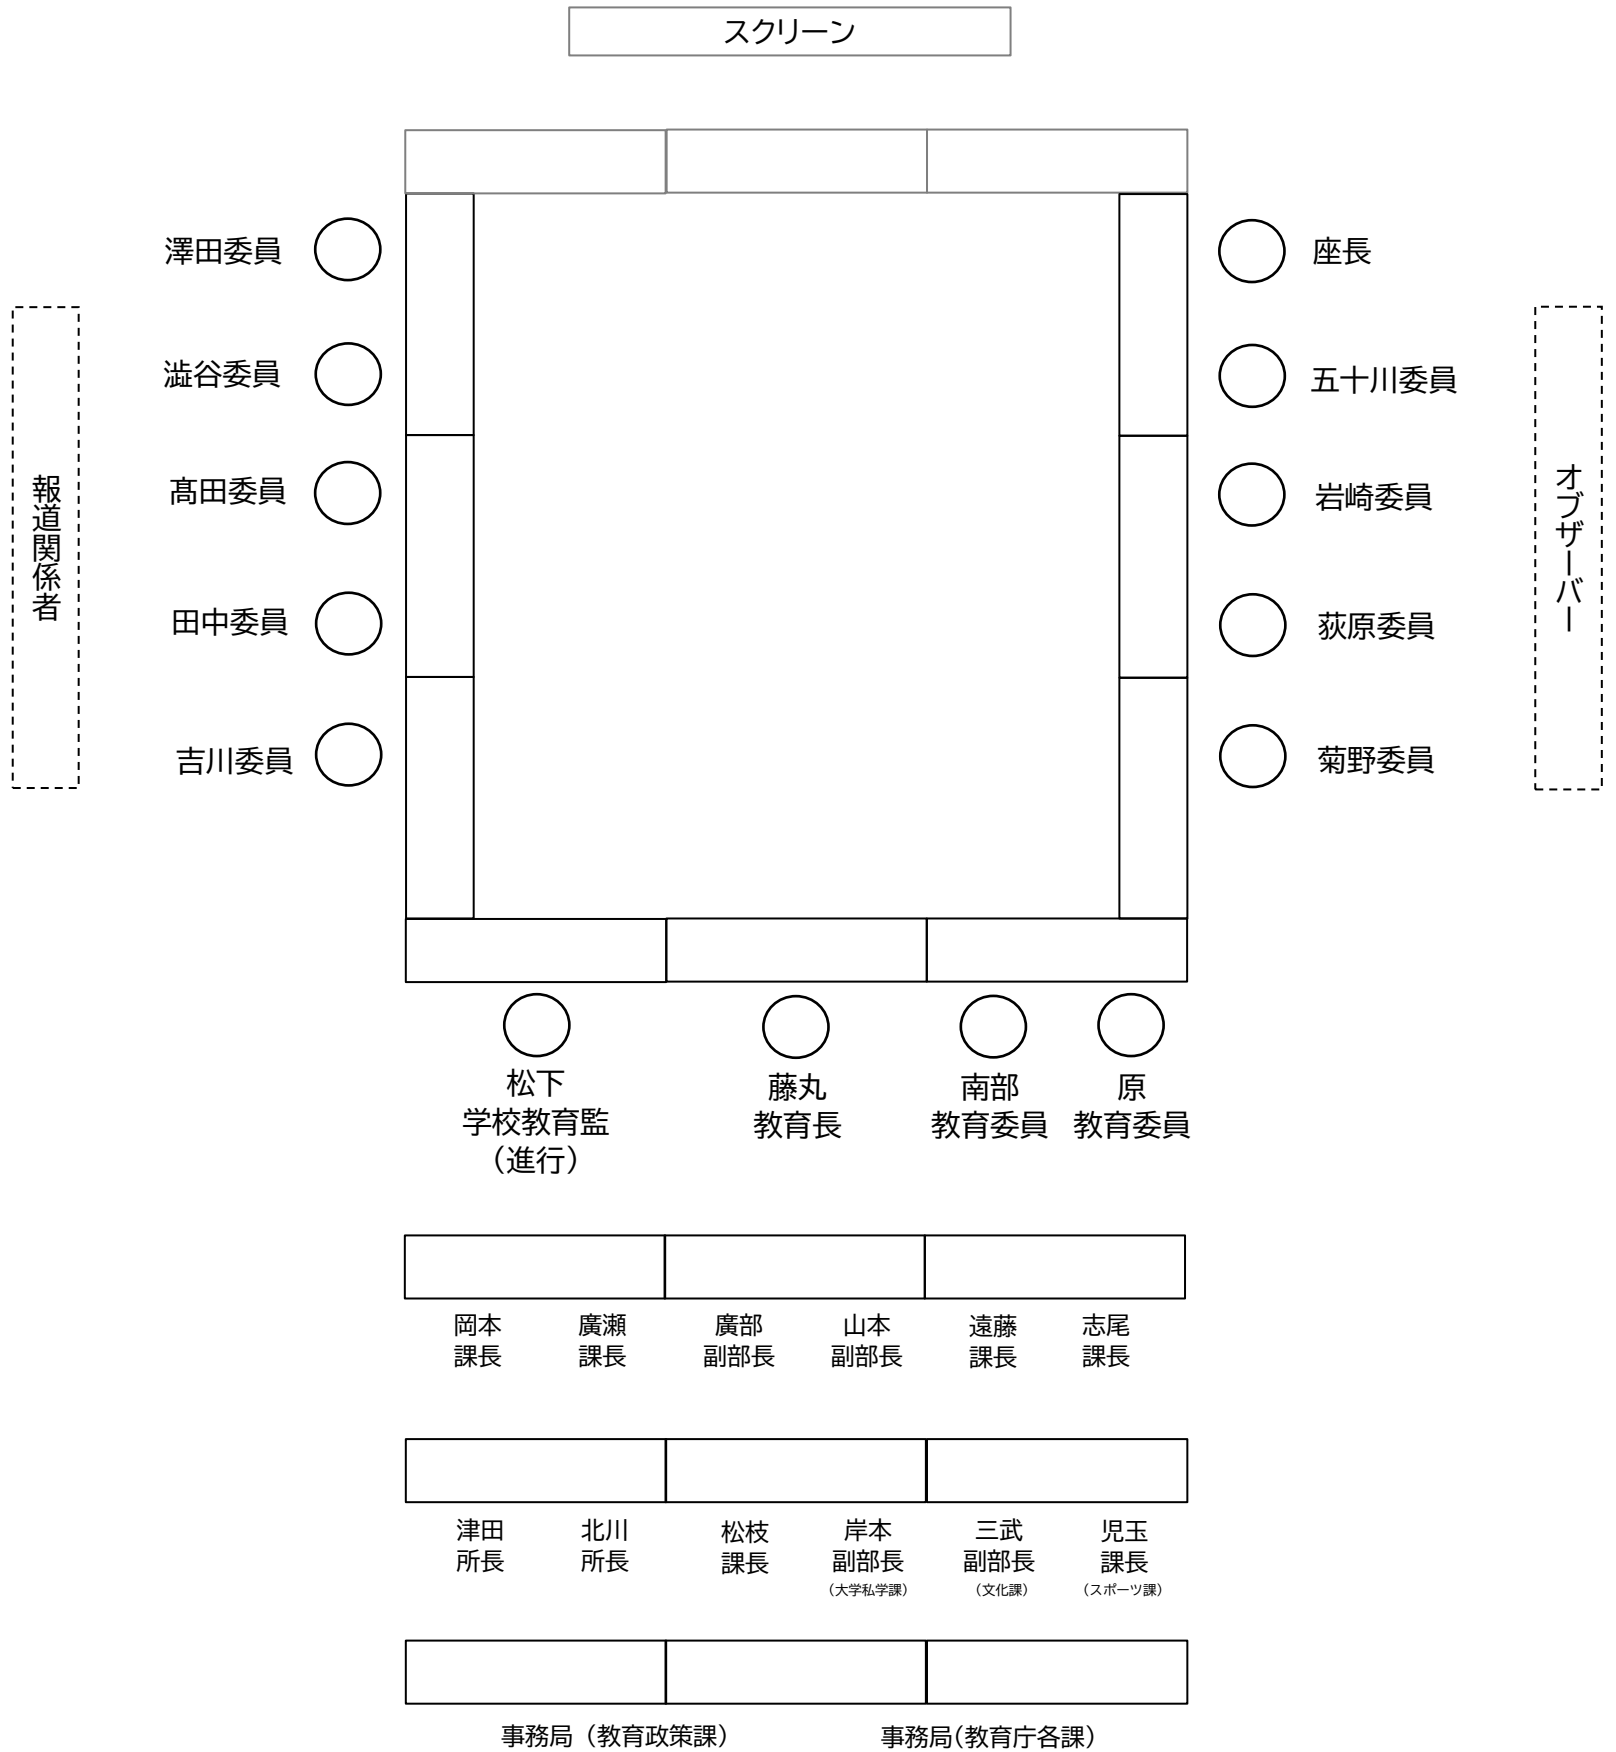 スクリーン
澤田委員
座長
澁谷委員
五十川委員
髙田委員
岩崎委員
田中委員
荻原委員
吉川委員
菊野委員
報道関係者
オブザーバー
松下
学校教育監
（進行）
藤丸
教育長
南部
教育委員
原
教育委員
岡本
課長
廣瀬
課長
廣部
副部長
山本
副部長
遠藤
課長
志尾
課長
津田
所長
北川
所長
松枝
課長
岸本
副部長
（大学私学課）
三武
副部長
（文化課）
児玉
課長
（スポーツ課）
事務局（教育政策課）
事務局（教育庁各課）